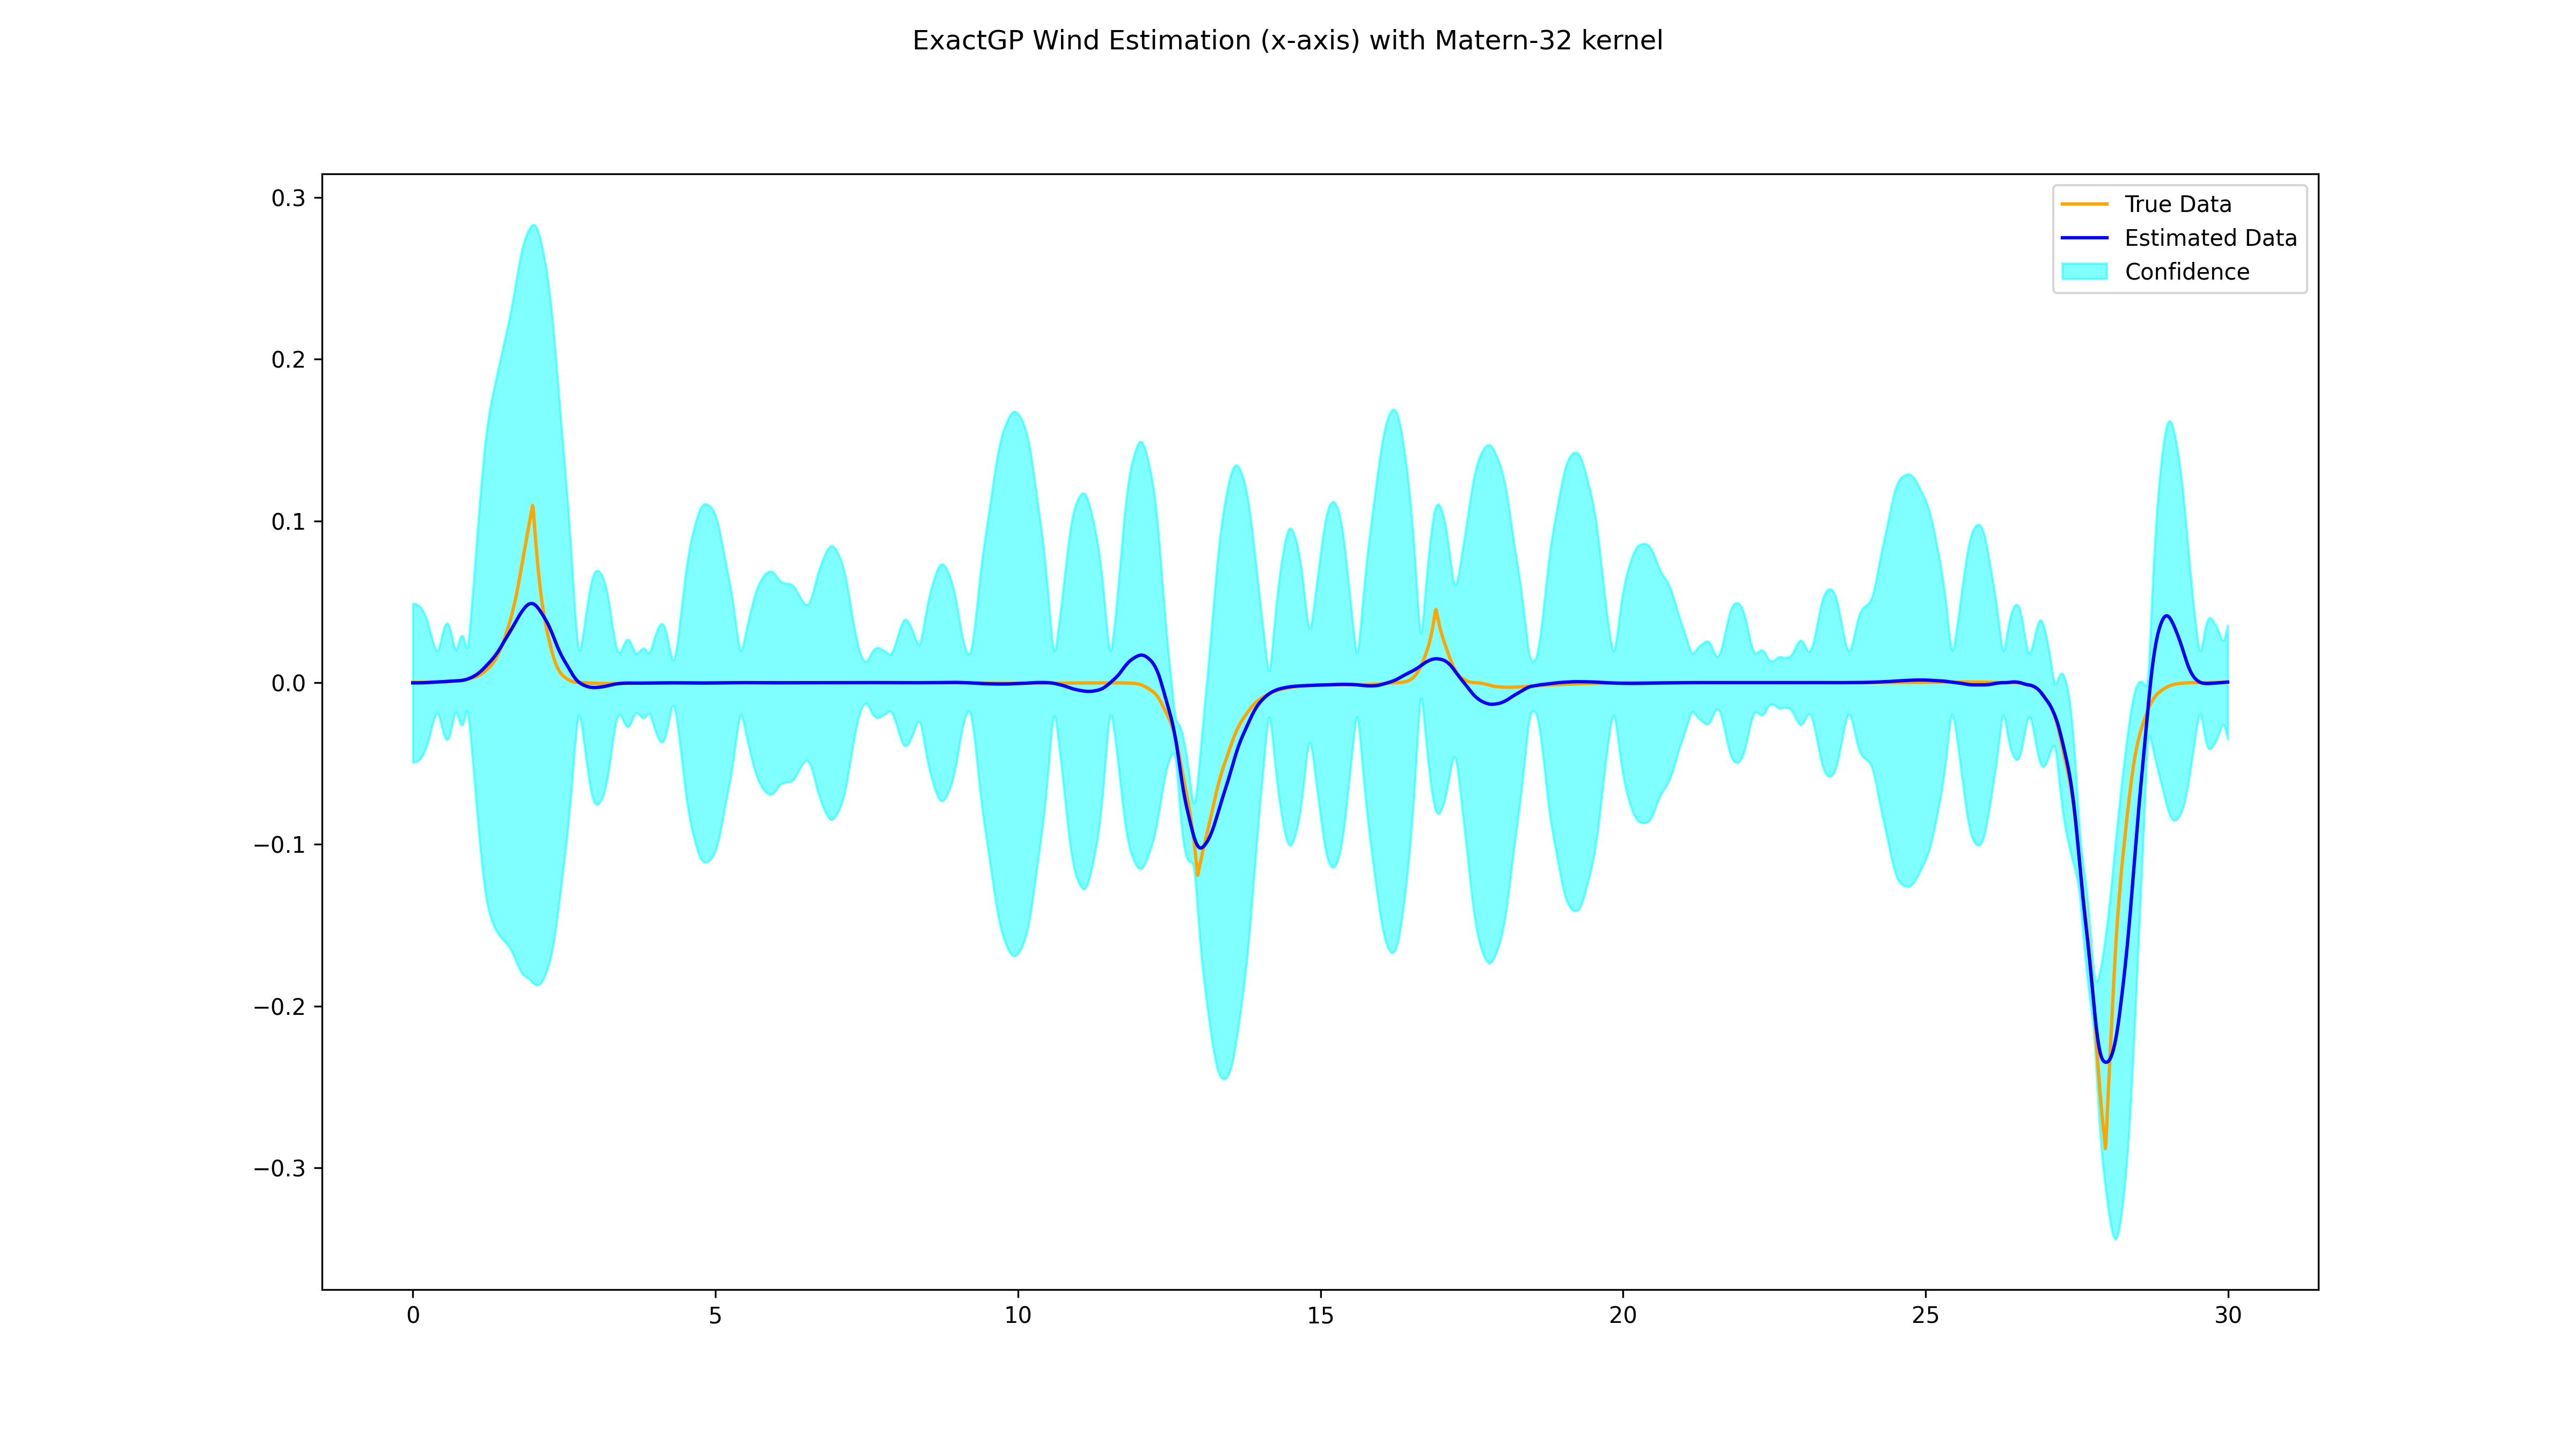 ExactGP Wind Estimation (x-axis) with Matern-32 kernel
True Data
Estimated Data
Confidence
0.3
0.2
0.1
0.0
−0.1
−0.2
−0.3
0 5 10 15 20 25 30